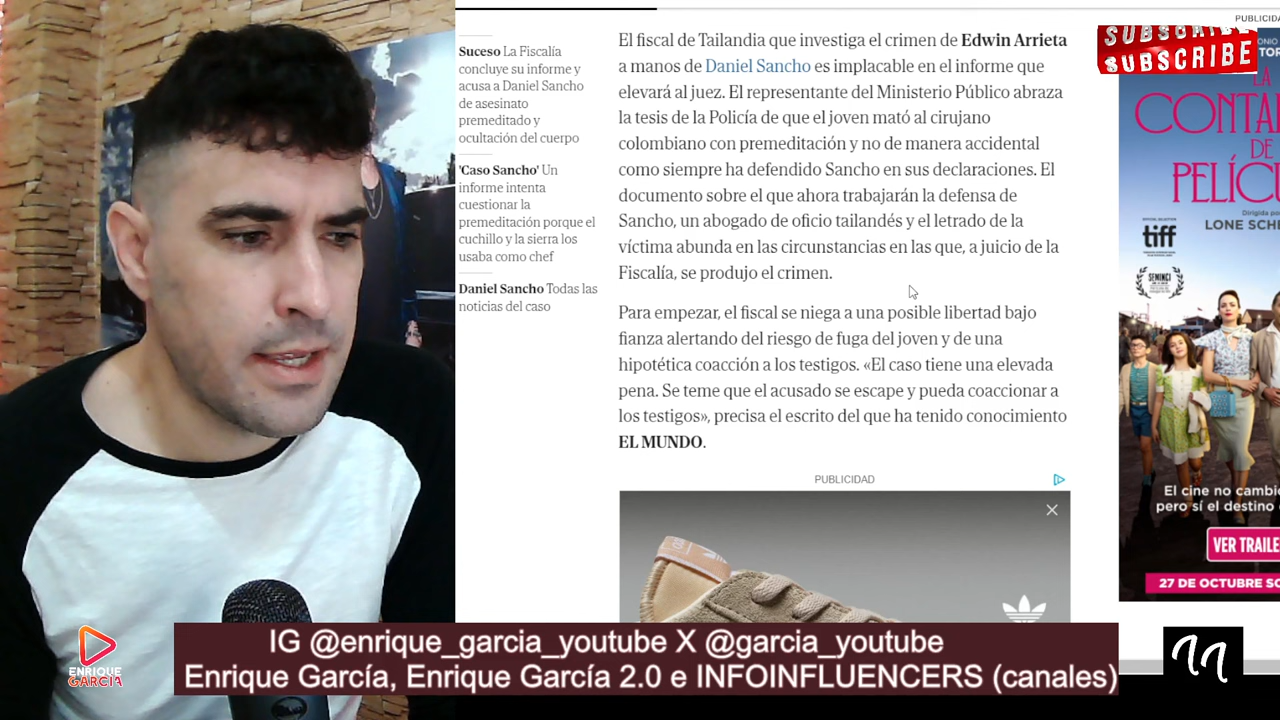 Suceso La Fiscalía
concluye su informe y
acusa a Daniel Sancho
de asesinato
premeditado y
ocultación del cuerpo
'Caso Sancho' Un
informe intenta
cuestionar la
premeditación porque el
cuchillo y la sierra los
usaba como chef
Daniel Sancho Todas las
noticias del caso
El fiscal de Tailandia que investiga el crimen de Edwin Arrieta
a manos de Daniel Sancho es implacable en el informe que
elevará al juez. El representante del Ministerio Público abraza
la tesis de la Policía de que el joven mató al cirujano
colombiano con premeditación y no de manera accidental
como siempre ha defendido Sancho en sus declaraciones. El
documento sobre el que ahora trabajarán la defensa de
Sancho, un abogado de oficio tailandés y el letrado de la
víctima abunda en las circunstancias en las que, a juicio de la
Fiscalía, se produjo el crimen.
Para empezar, el fiscal se niega a una posible libertad bajo
fianza alertando del riesgo de fuga del joven y de una
hipotética coacción a los testigos. «El caso tiene una elevada
pena. Se teme que el acusado se escape y pueda coaccionar a
los testigos», precisa el escrito del que ha tenido conocimiento
EL MUNDO.
PUBLICIDAD
PUBLICIDA
SUBSCRIBE
SUBSCRIBE
LA
CONTA
DE
PELÍC
Dirigida po
LONE SCHE
tiff
SEMINCI
El cine no cambi
pero sí el destino
VER TRAILE
27 DE OCTUBRE SO
ENRIQUE
GARCÍA
IG @enrique_garcia_youtube X @garcia_youtube
Enrique García, Enrique García 2.0 e INFOINFLUENCERS (canales)